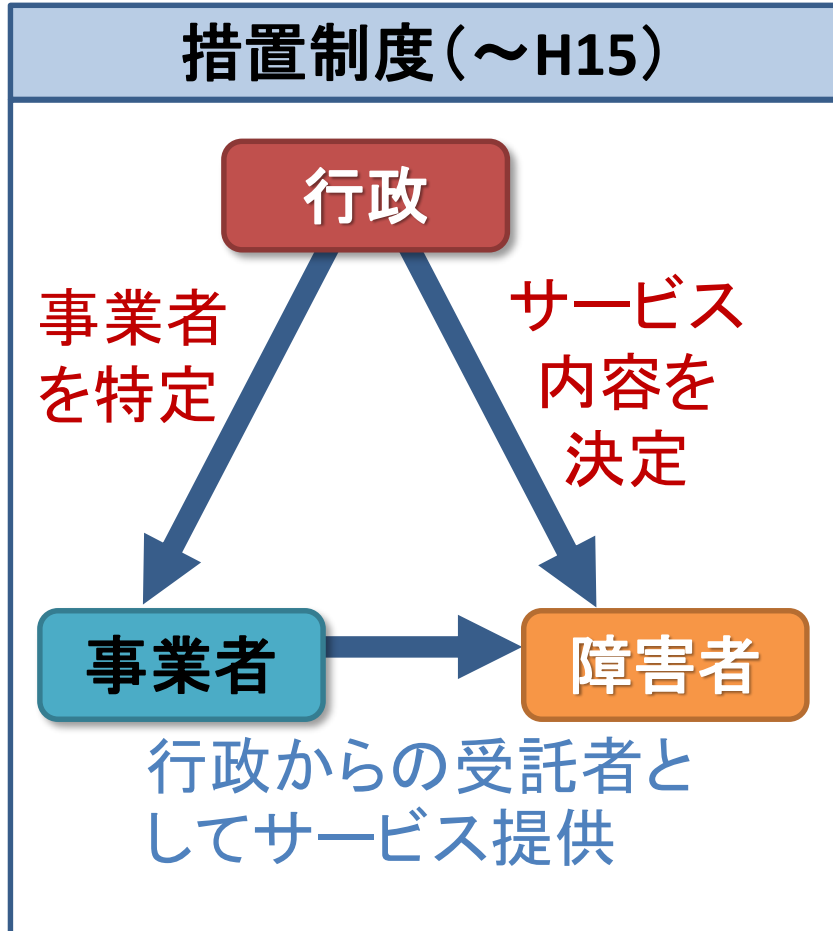 措置制度(～H15)
行政
事業者
を特定
サービス
内容を
決定
事業者
障害者
行政からの受託者と
してサービス提供